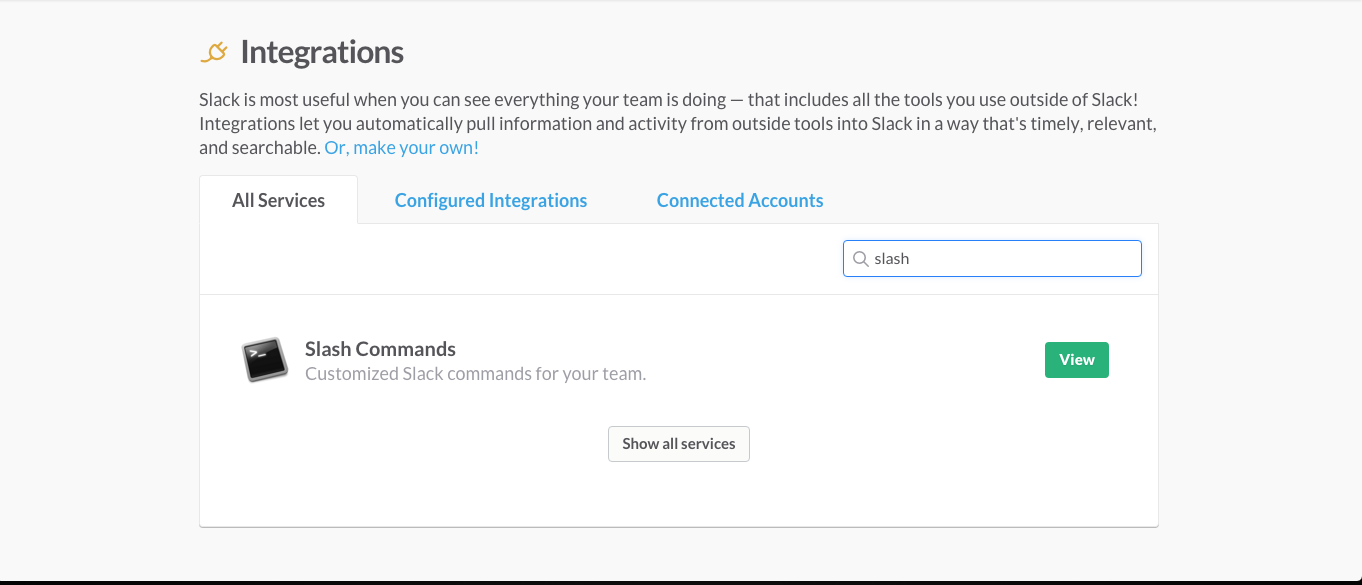 Integrations
Slack is most useful when you can see everything your team is doing — that includes all the tools you use outside of Slack!
Integrations let you automatically pull information and activity from outside tools into Slack in a way that's timely, relevant,
and searchable. Or, make your own!
All Services Configured Integrations Connected Accounts
slash
>_
Slash Commands
Customized Slack commands for your team.
View
Show all services